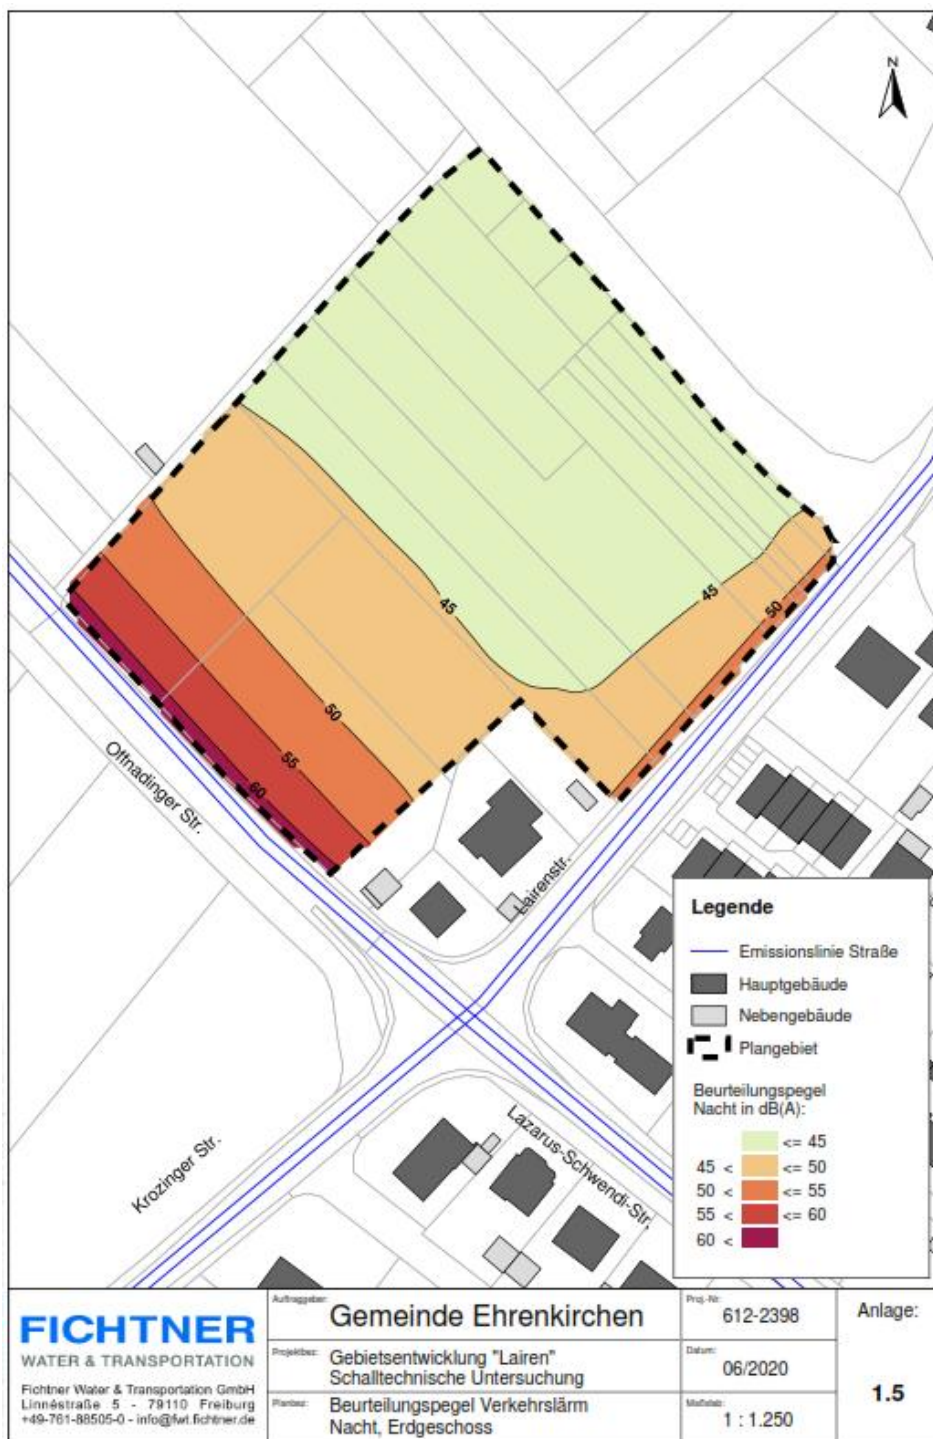 N
45
45
50
50
55
60
Offnadinger Str.
Lairenstr.
Krozinger Str.
Lazarus-Schwendi-Str.
Legende
Emissionslinie Straße
Hauptgebäude
Nebengebäude
Plangebiet
Beurteilungspegel
Nacht in dB(A):
<= 45
45 < <= 50
50 < <= 55
55 < <= 60
60 <
FICHTNER
WATER & TRANSPORTATION
Fichtner Water & Transportation GmbH
Linnéstraße 5 - 79110 Freiburg
+49-761-88505-0 - info@fwt.fichtner.de
Auftraggeber: Gemeinde Ehrenkirchen
Projektbez: Gebietsentwicklung "Lairen"
Schalltechnische Untersuchung
Planbez: Beurteilungspegel Verkehrslärm
Nacht, Erdgeschoss
Proj.-Nr: 612-2398
Datum: 06/2020
Maßstab: 1 : 1.250
Anlage:
1.5